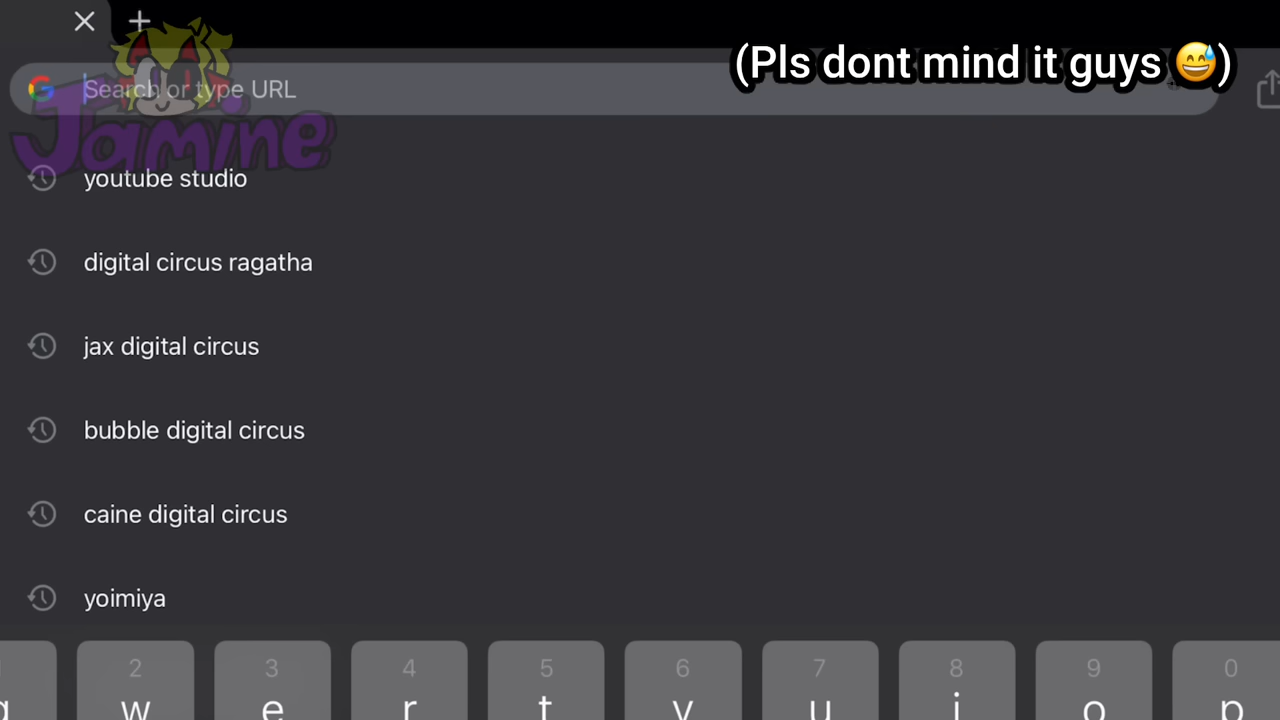 (Pls dont mind it guys 😅)
Search or type URL
Jamine
youtube studio
digital circus ragatha
jax digital circus
bubble digital circus
caine digital circus
yoimiya
2 3 4 5 6 7 8 9 0
q w e r t y u i o p